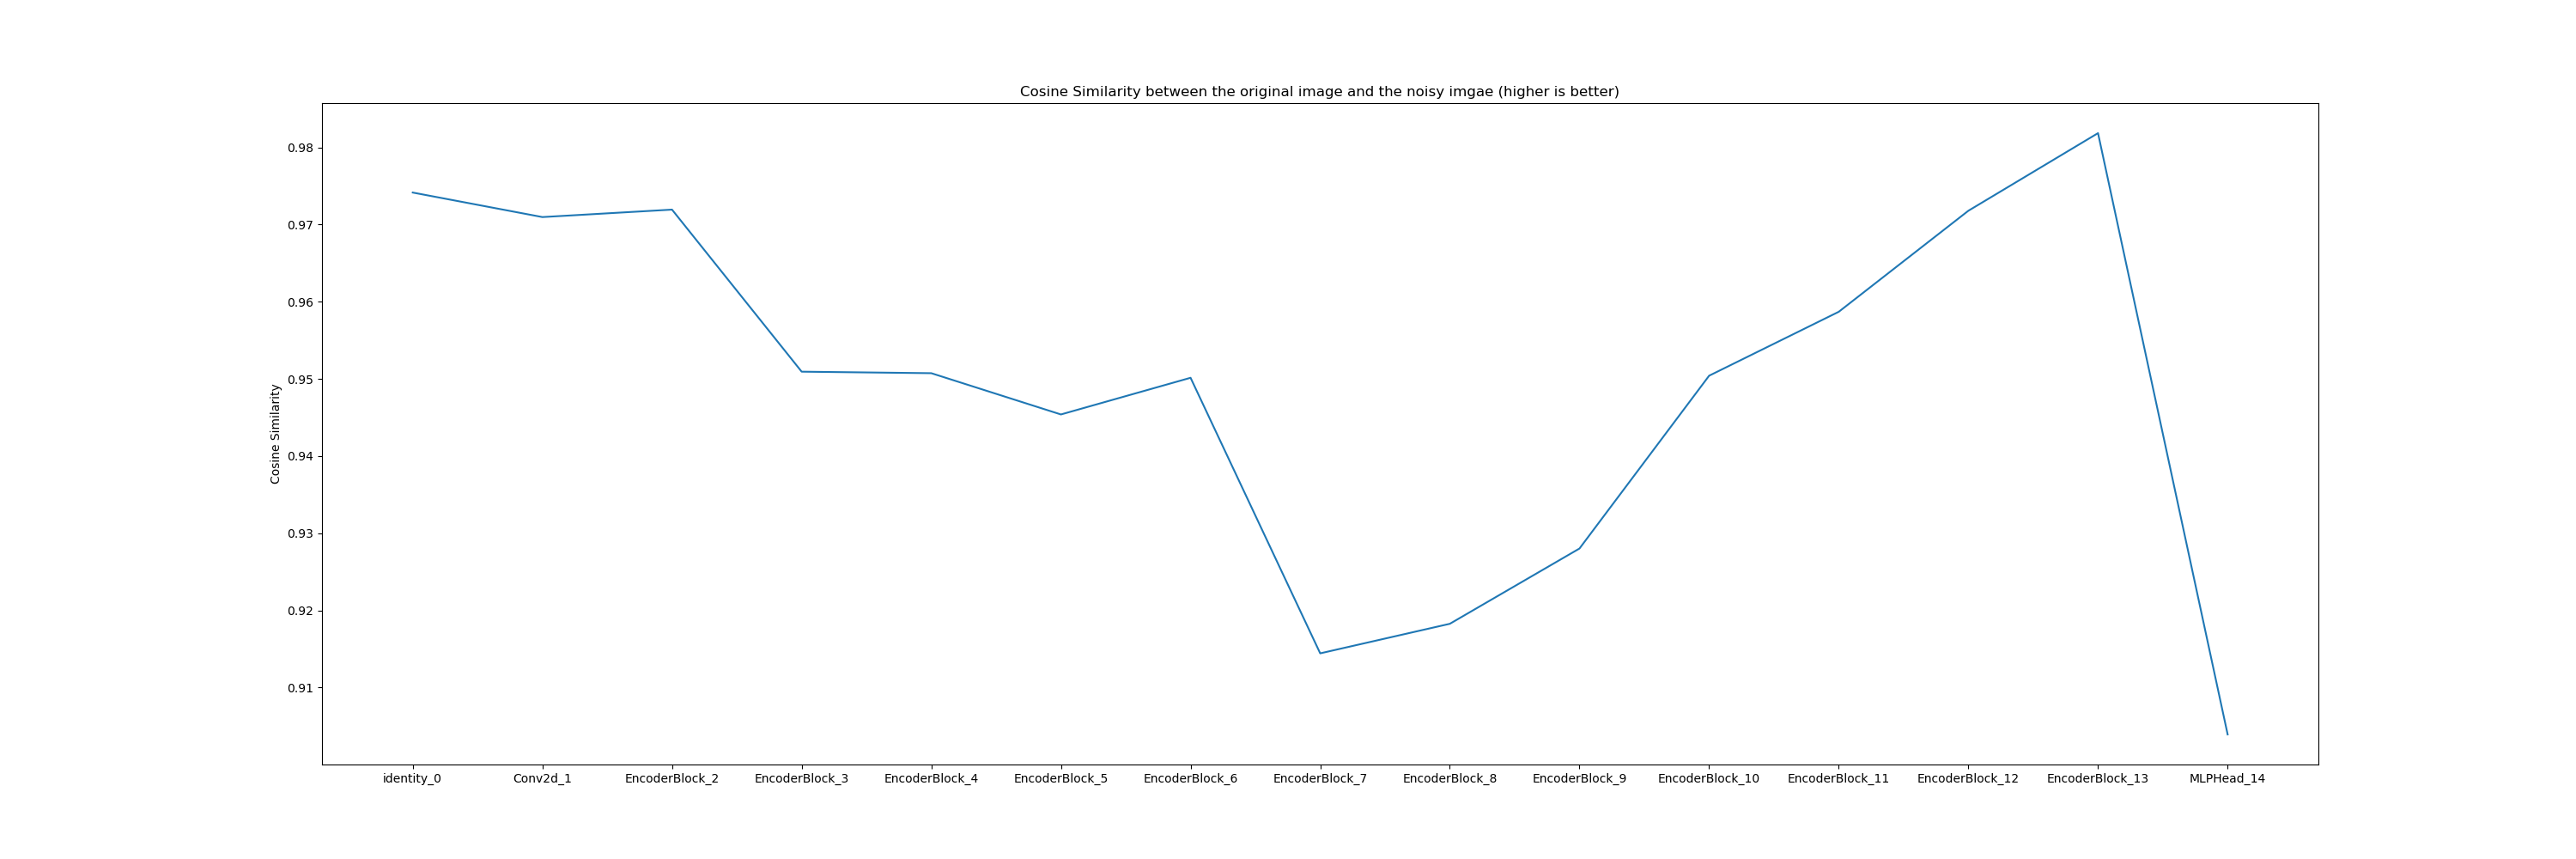 Cosine Similarity between the original image and the noisy imgae (higher is better)
Cosine Similarity
0.98
0.97
0.96
0.95
0.94
0.93
0.92
0.91
identity_0 Conv2d_1 EncoderBlock_2 EncoderBlock_3 EncoderBlock_4 EncoderBlock_5 EncoderBlock_6 EncoderBlock_7 EncoderBlock_8 EncoderBlock_9 EncoderBlock_10 EncoderBlock_11 EncoderBlock_12 EncoderBlock_13 MLPHead_14